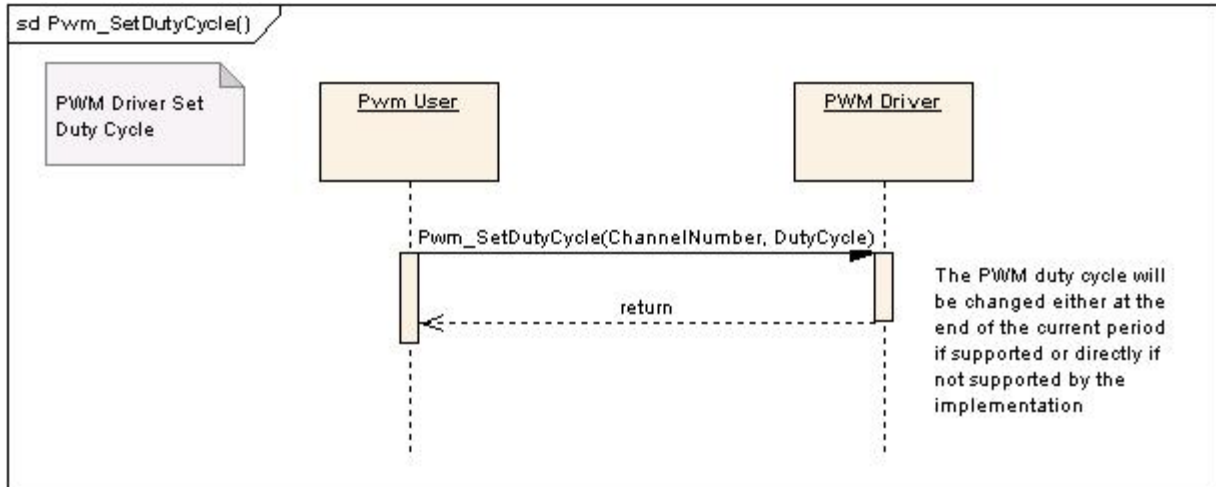 sd Pwm_SetDutyCycle()
PWM Driver Set
Duty Cycle
Pwm User
PWM Driver
Pwm_SetDutyCycle(ChannelNumber, DutyCycle)
return
The PWM duty cycle will
be changed either at the
end of the current period
if supported or directly if
not supported by the
implementation